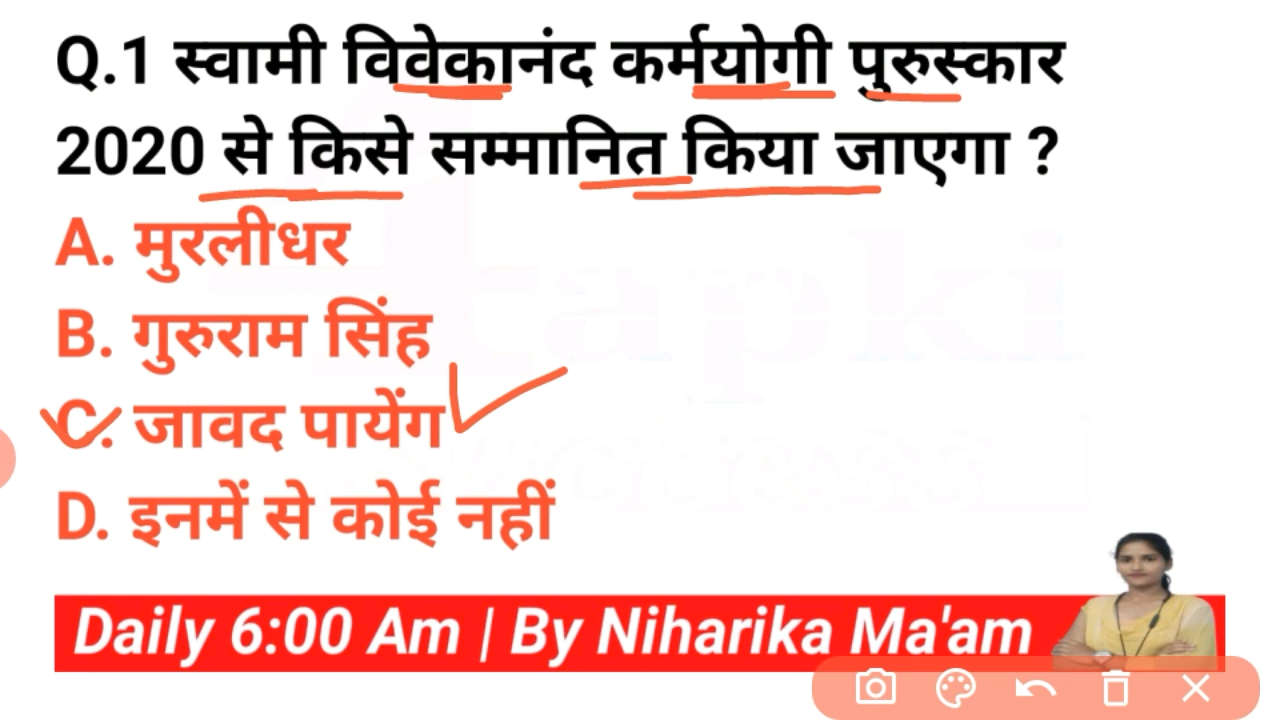 Q.1 स्वामी विवेकानंद कर्मयोगी पुरुस्कार
2020 से किसे सम्मानित किया जाएगा ?
A. मुरलीधर
B. गुरुराम सिंह
C. जावद पायेंग
D. इनमें से कोई नहीं
Daily 6:00 Am | By Niharika Ma'am